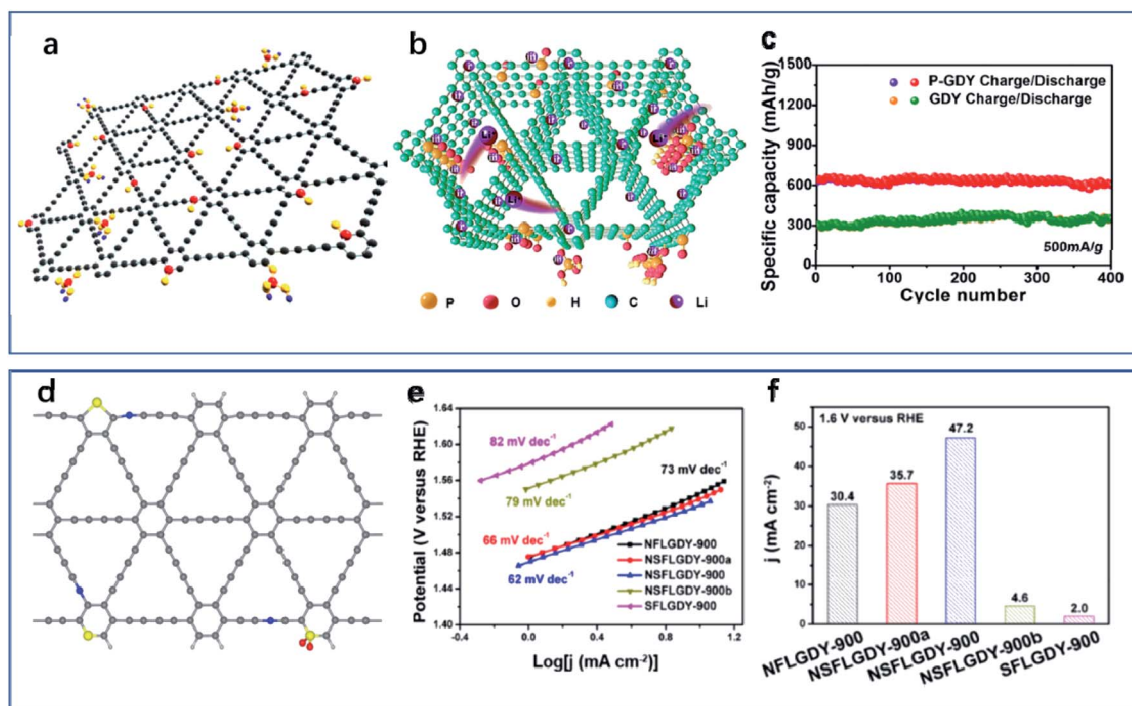 a
b
Li
Li
Li
P O H C Li
c
Specific capacity (mAh/g)
1500
1200
900
600
300
0
P-GDY Charge/Discharge
GDY Charge/Discharge
500mA/g
0 100 200 300 400
Cycle number
d
e
Potential (V versus RHE)
1.64
1.60
1.56
1.52
1.48
1.44
1.40
82 mV dec⁻¹
73 mV dec⁻¹
79 mV dec⁻¹
66 mV dec⁻¹
62 mV dec⁻¹
NFLGDY-900
NSFLGDY-900a
NSFLGDY-900
NSFLGDY-900b
SFLGDY-900
-0.4 0.0 0.4 0.8 1.2
Log[j (mA cm⁻²)]
f
j (mA cm⁻²)
50
40
30
20
10
0
1.6 V versus RHE
30.4
35.7
47.2
4.6
2.0
NFLGDY-900
NSFLGDY-900a
NSFLGDY-900
NSFLGDY-900b
SFLGDY-900